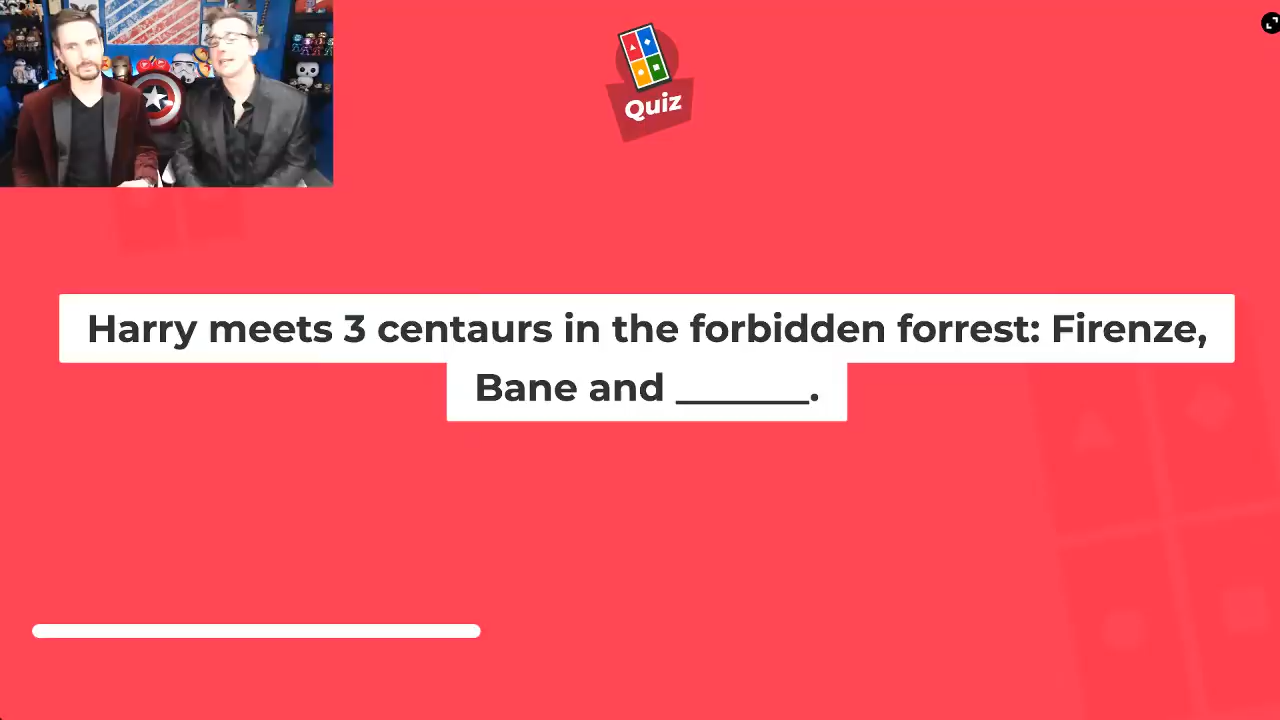 Quiz
Harry meets 3 centaurs in the forbidden forrest: Firenze,
Bane and _______.